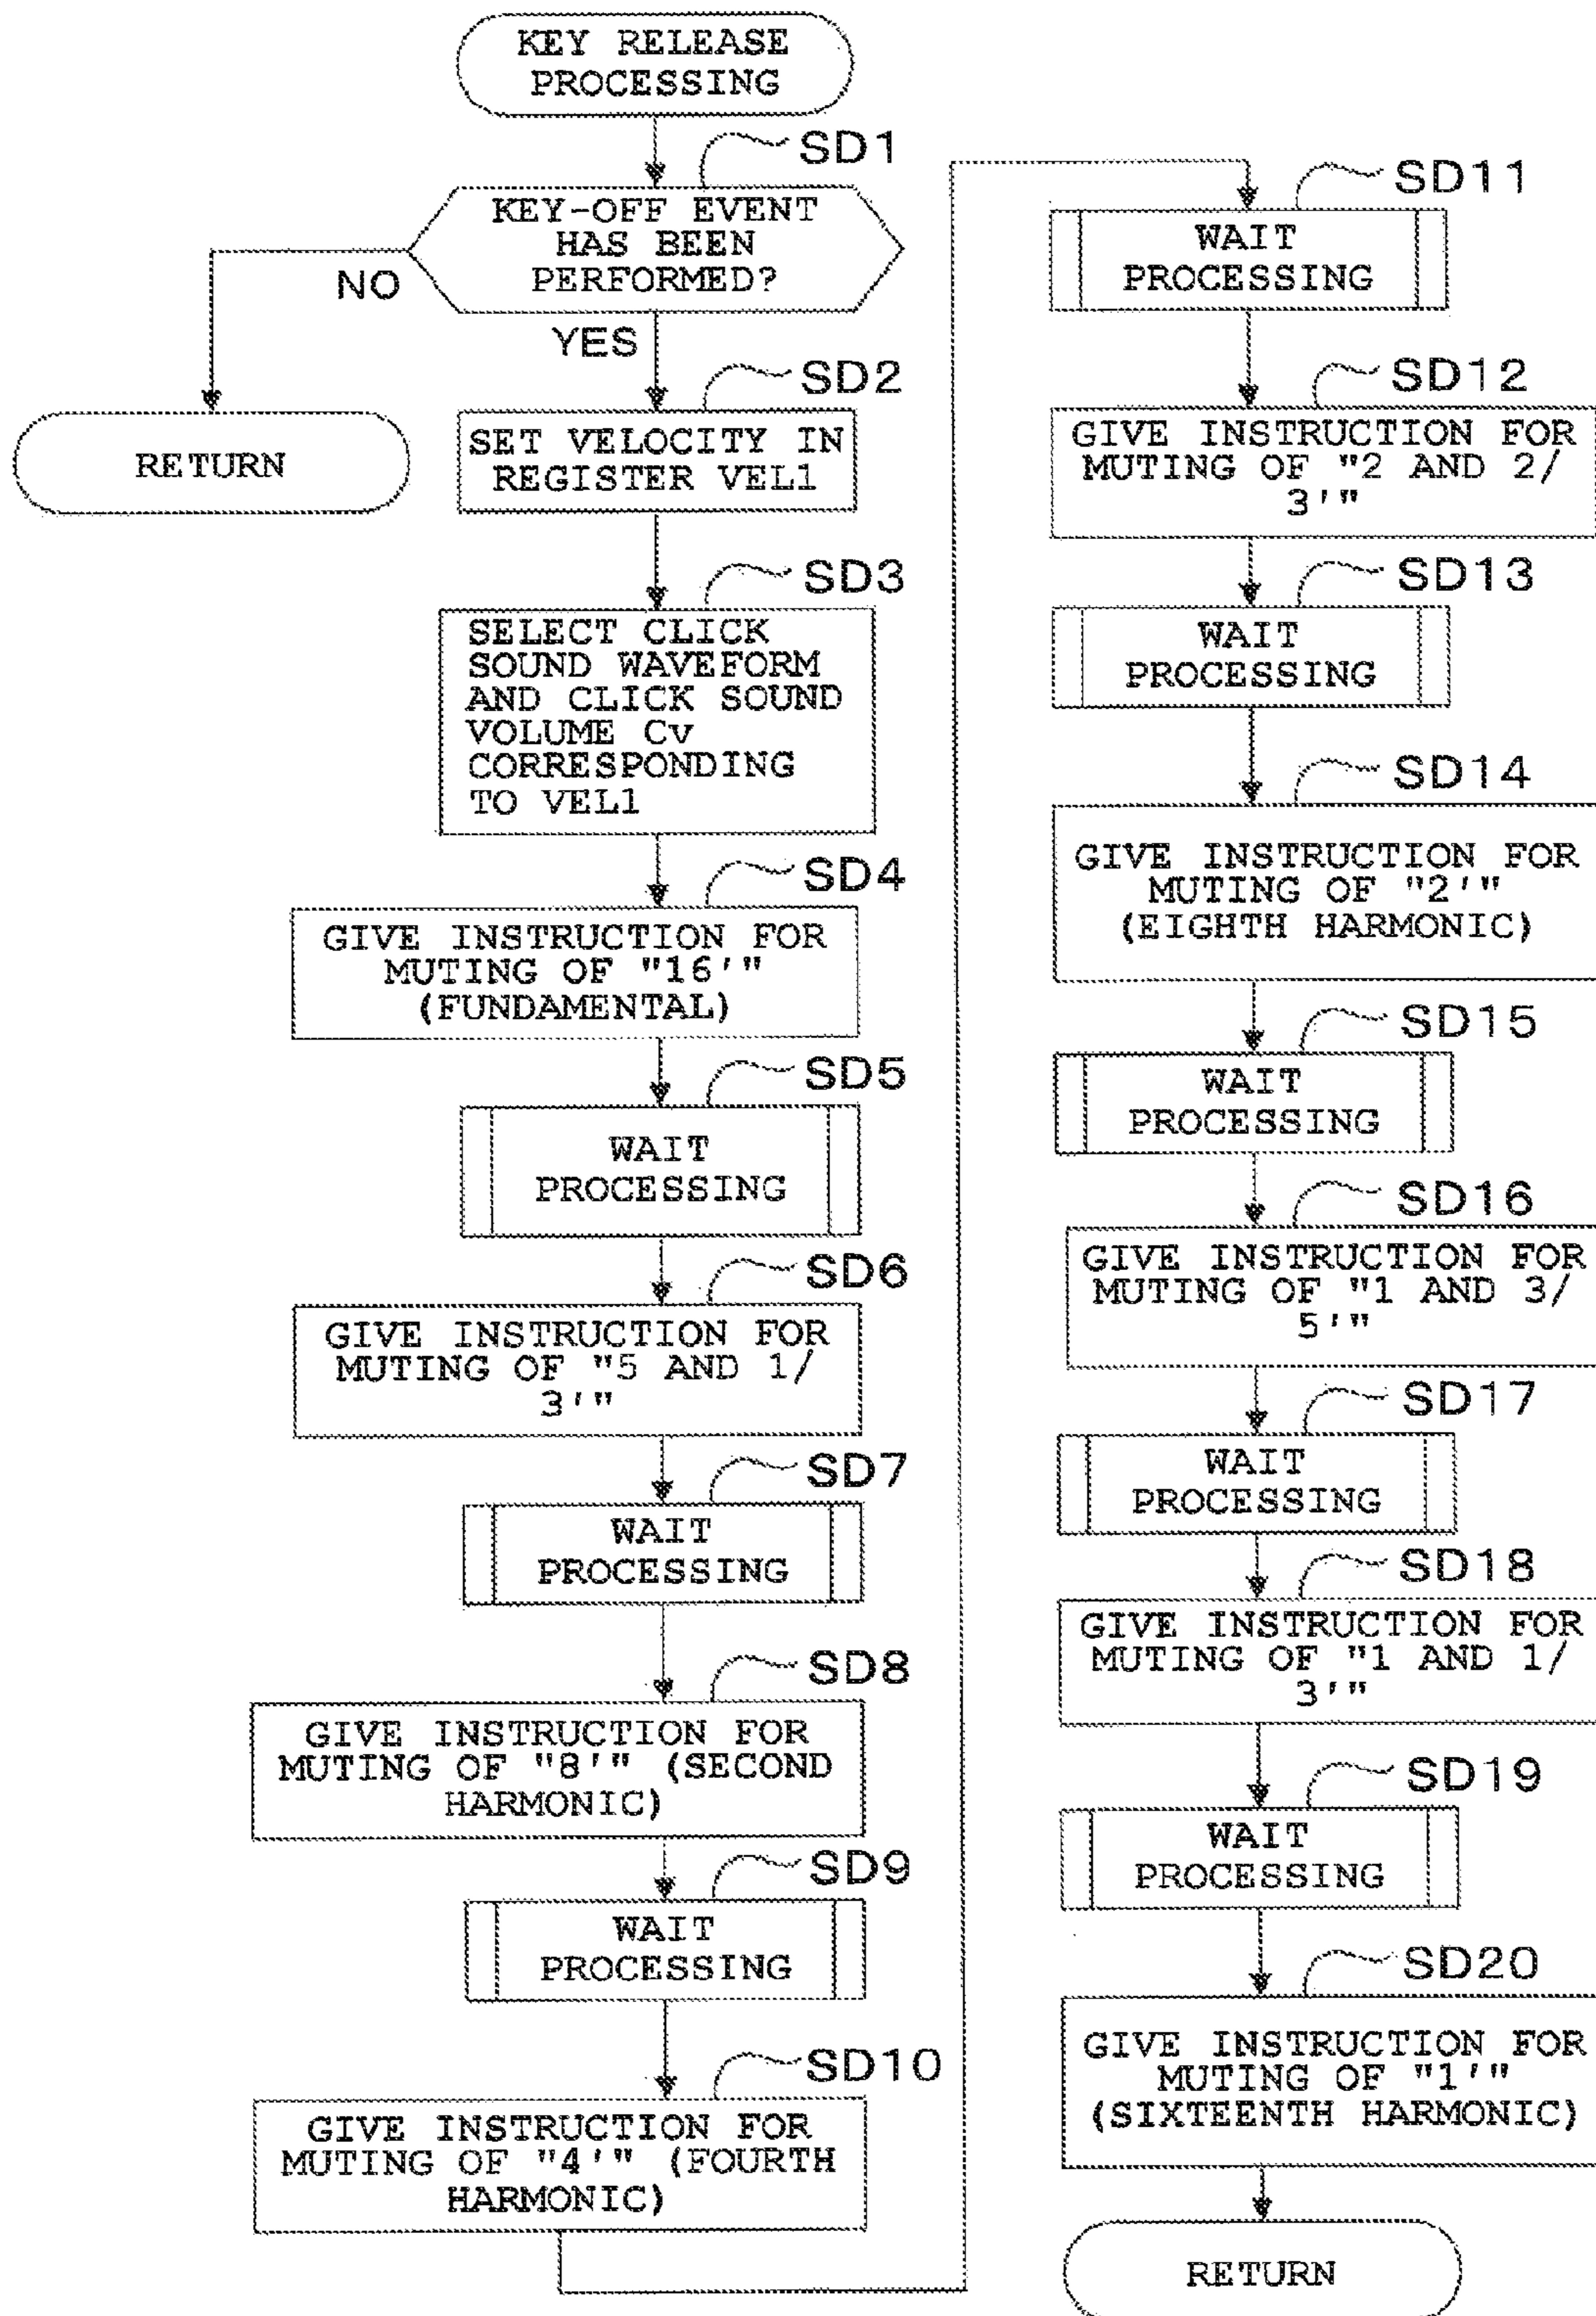 KEY RELEASE
PROCESSING
SD1
KEY-OFF EVENT
HAS BEEN
PERFORMED?
NO
YES
RETURN
SD2
SET VELOCITY IN
REGISTER VEL1
SD3
SELECT CLICK
SOUND WAVEFORM
AND CLICK SOUND
VOLUME Cv
CORRESPONDING
TO VEL1
SD4
GIVE INSTRUCTION FOR
MUTING OF "16'"
(FUNDAMENTAL)
SD5
WAIT
PROCESSING
SD6
GIVE INSTRUCTION FOR
MUTING OF "5 AND 1/
3'"
SD7
WAIT
PROCESSING
SD8
GIVE INSTRUCTION FOR
MUTING OF "8'" (SECOND
HARMONIC)
SD9
WAIT
PROCESSING
SD10
GIVE INSTRUCTION FOR
MUTING OF "4'" (FOURTH
HARMONIC)
SD11
WAIT
PROCESSING
SD12
GIVE INSTRUCTION FOR
MUTING OF "2 AND 2/
3'"
SD13
WAIT
PROCESSING
SD14
GIVE INSTRUCTION FOR
MUTING OF "2'"
(EIGHTH HARMONIC)
SD15
WAIT
PROCESSING
SD16
GIVE INSTRUCTION FOR
MUTING OF "1 AND 3/
5'"
SD17
WAIT
PROCESSING
SD18
GIVE INSTRUCTION FOR
MUTING OF "1 AND 1/
3'"
SD19
WAIT
PROCESSING
SD20
GIVE INSTRUCTION FOR
MUTING OF "1'"
(SIXTEENTH HARMONIC)
RETURN